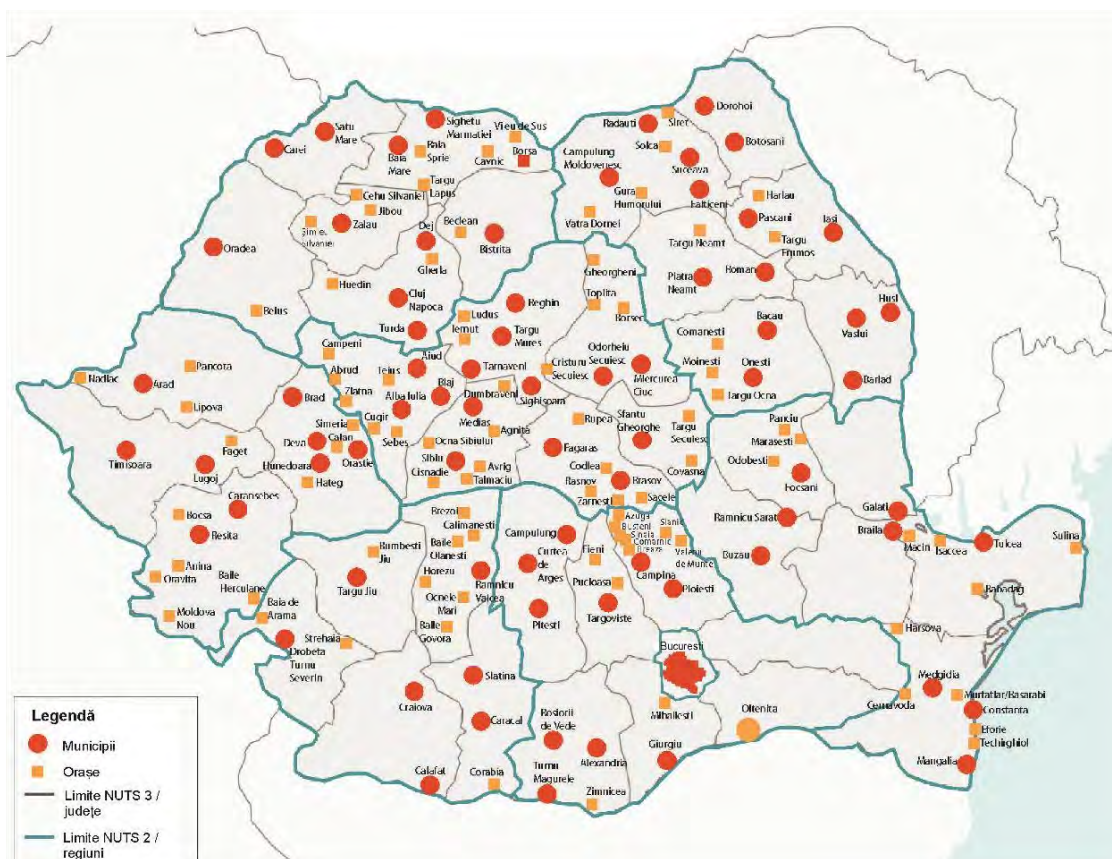 Dorohoi
Radauti
Siret
Botosani
Solca
Suceava
Campulung
Moldovenesc
Gura
Humorului
Falticeni
Vatra Dornei
Harlau
Pascani
Iasi
Targu
Frumos
Targu Neamt
Piatra
Neamt
Roman
Husi
Vaslui
Barlad
Bacau
Comanesti
Moinesti
Onesti
Targu Ocna
Satu
Mare
Carei
Sighetu
Marmatiei
Vieu de Sus
Borsa
Baia
Mare
Baia
Sprie
Cavnic
Targu
Lapus
Cehu Silvaniei
Jibou
Zalau
Silvaniei
Oradea
Beius
Dej
Gherla
Huedin
Cluj
Napoca
Turda
Beclean
Bistrita
Gheorgheni
Toplita
Borsec
Odorheiu
Secuiesc
Miercurea
Ciuc
Cristuru
Secuiesc
Reghin
Ludus
Iernut
Targu
Mures
Tarnaveni
Sighisoara
Campeni
Abrud
Zlatna
Teius
Aiud
Alba Iulia
Blaj
Cugir
Sebes
Dumbraveni
Medias
Agnita
Ocna Sibiului
Sibiu
Cisnadie
Avrig
Talmaciu
Rupea
Fagaras
Codlea
Rasnov
Zarnesti
Brasov
Sacele
Sfantu
Gheorghe
Targu
Secuiesc
Covasna
Nadlac
Arad
Pancota
Lipova
Timisoara
Faget
Lugoj
Brad
Simeria
Calan
Deva
Hunedoara
Orastie
Hateg
Caransebes
Bocsa
Resita
Anina
Oravita
Baile
Herculane
Moldova
Nou
Baia de
Arama
Strehaia
Drobeta
Turnu
Severin
Bumbesti
Jiu
Targu Jiu
Brezoi
Calimanesti
Baile
Olanesti
Horezu
Ocnele
Mari
Ramnicu
Valcea
Baile
Govora
Campulung
Curtea
de
Arges
Pitesti
Fieni
Pucioasa
Targoviste
Azuga
Busteni
Sinaia
Comarnic
Breaza
Slanic
Valenii
de Munte
Campina
Ploiesti
Panciu
Marasesti
Odobesti
Focsani
Ramnicu Sarat
Buzau
Galati
Braila
Macin
Isaccea
Tulcea
Sulina
Babadag
Harsova
Medgidia
Cernavoda
Murfatlar/Basarabi
Constanta
Eforie
Techirghiol
Mangalia
Bucuresti
Oltenita
Mihailesti
Giurgiu
Slatina
Craiova
Caracal
Calafat
Corabia
Rosiorii
de Vede
Turnu
Magurele
Alexandria
Zimnicea
Legendă
Municipii
Orașe
Limite NUTS 3 /
județe
Limite NUTS 2 /
regiuni